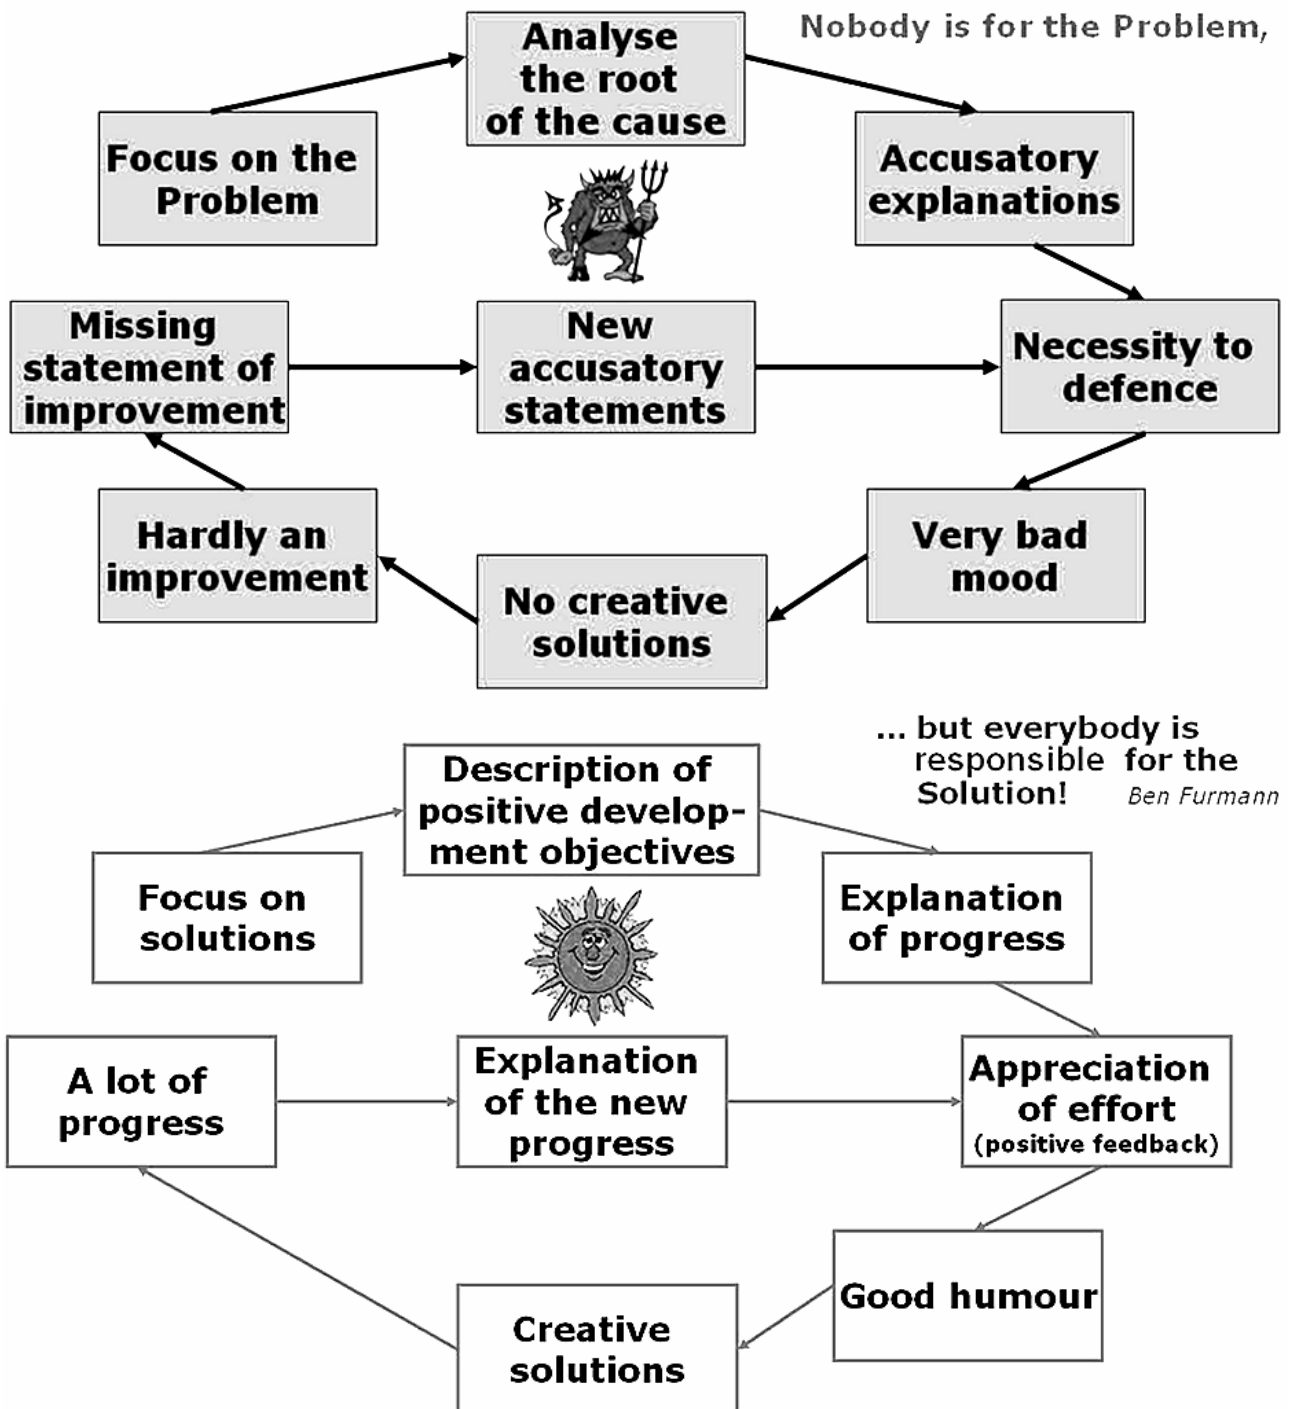 Nobody is for the Problem,
Analyse
the root
of the cause
Focus on the
Problem
Accusatory
explanations
Missing
statement of
improvement
New
accusatory
statements
Necessity to
defence
Hardly an
improvement
No creative
solutions
Very bad
mood
... but everybody is
responsible for the
Solution! Ben Furmann
Description of
positive develop-
ment objectives
Focus on
solutions
Explanation
of progress
A lot of
progress
Explanation
of the new
progress
Appreciation
of effort
(positive feedback)
Good humour
Creative
solutions